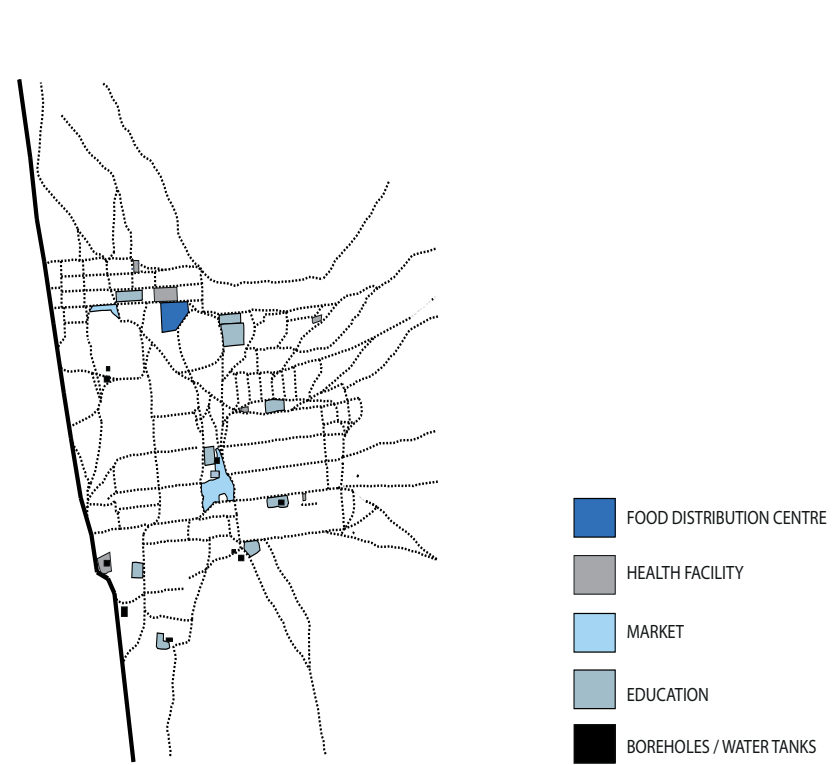 FOOD DISTRIBUTION CENTRE
HEALTH FACILITY
MARKET
EDUCATION
BOREHOLES / WATER TANKS